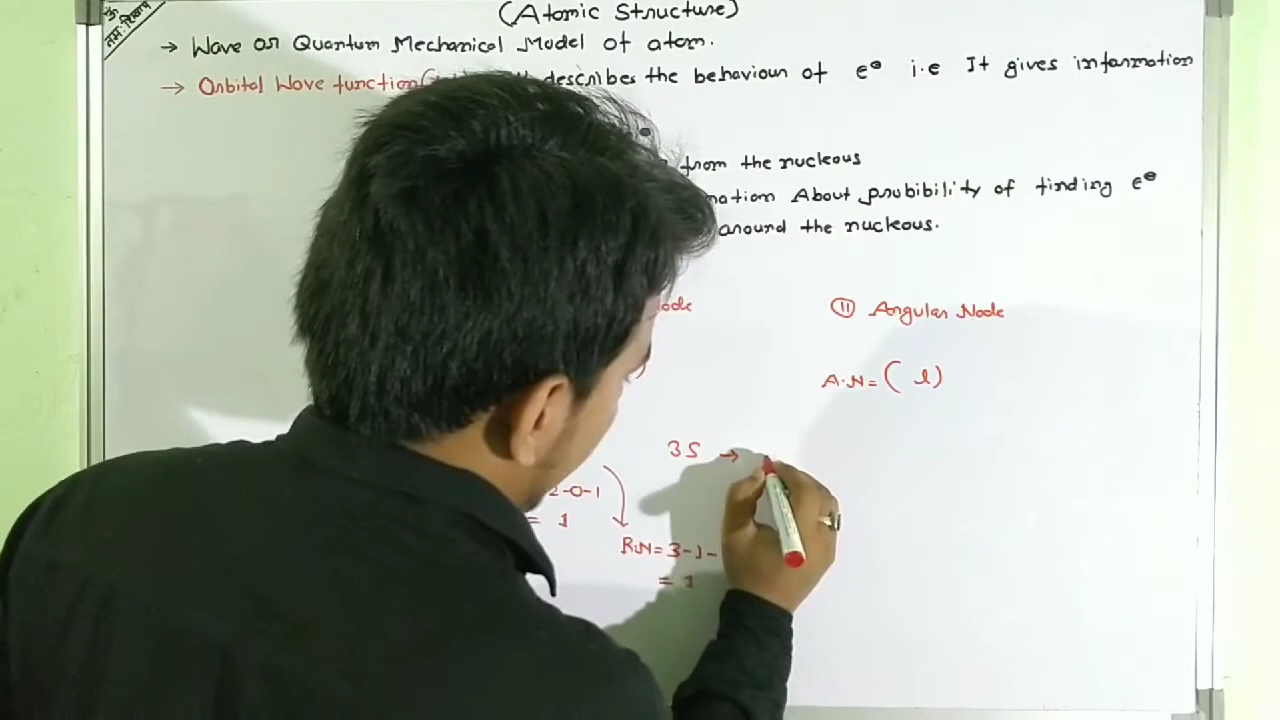 ॐ
नमः शिवाय
(Atomic Structure)
→ Wave or Quantum Mechanical Model of atom.
→ Orbital Wave function describes the behaviour of e⊖ i.e It gives information
from the nucleous
About probibility of finding e⊖
around the nucleous.
ode
⑪ Angular Node
)
A.N = ( l )
3S →
2-0-1
= 1
R.N = 3-1-
= 1